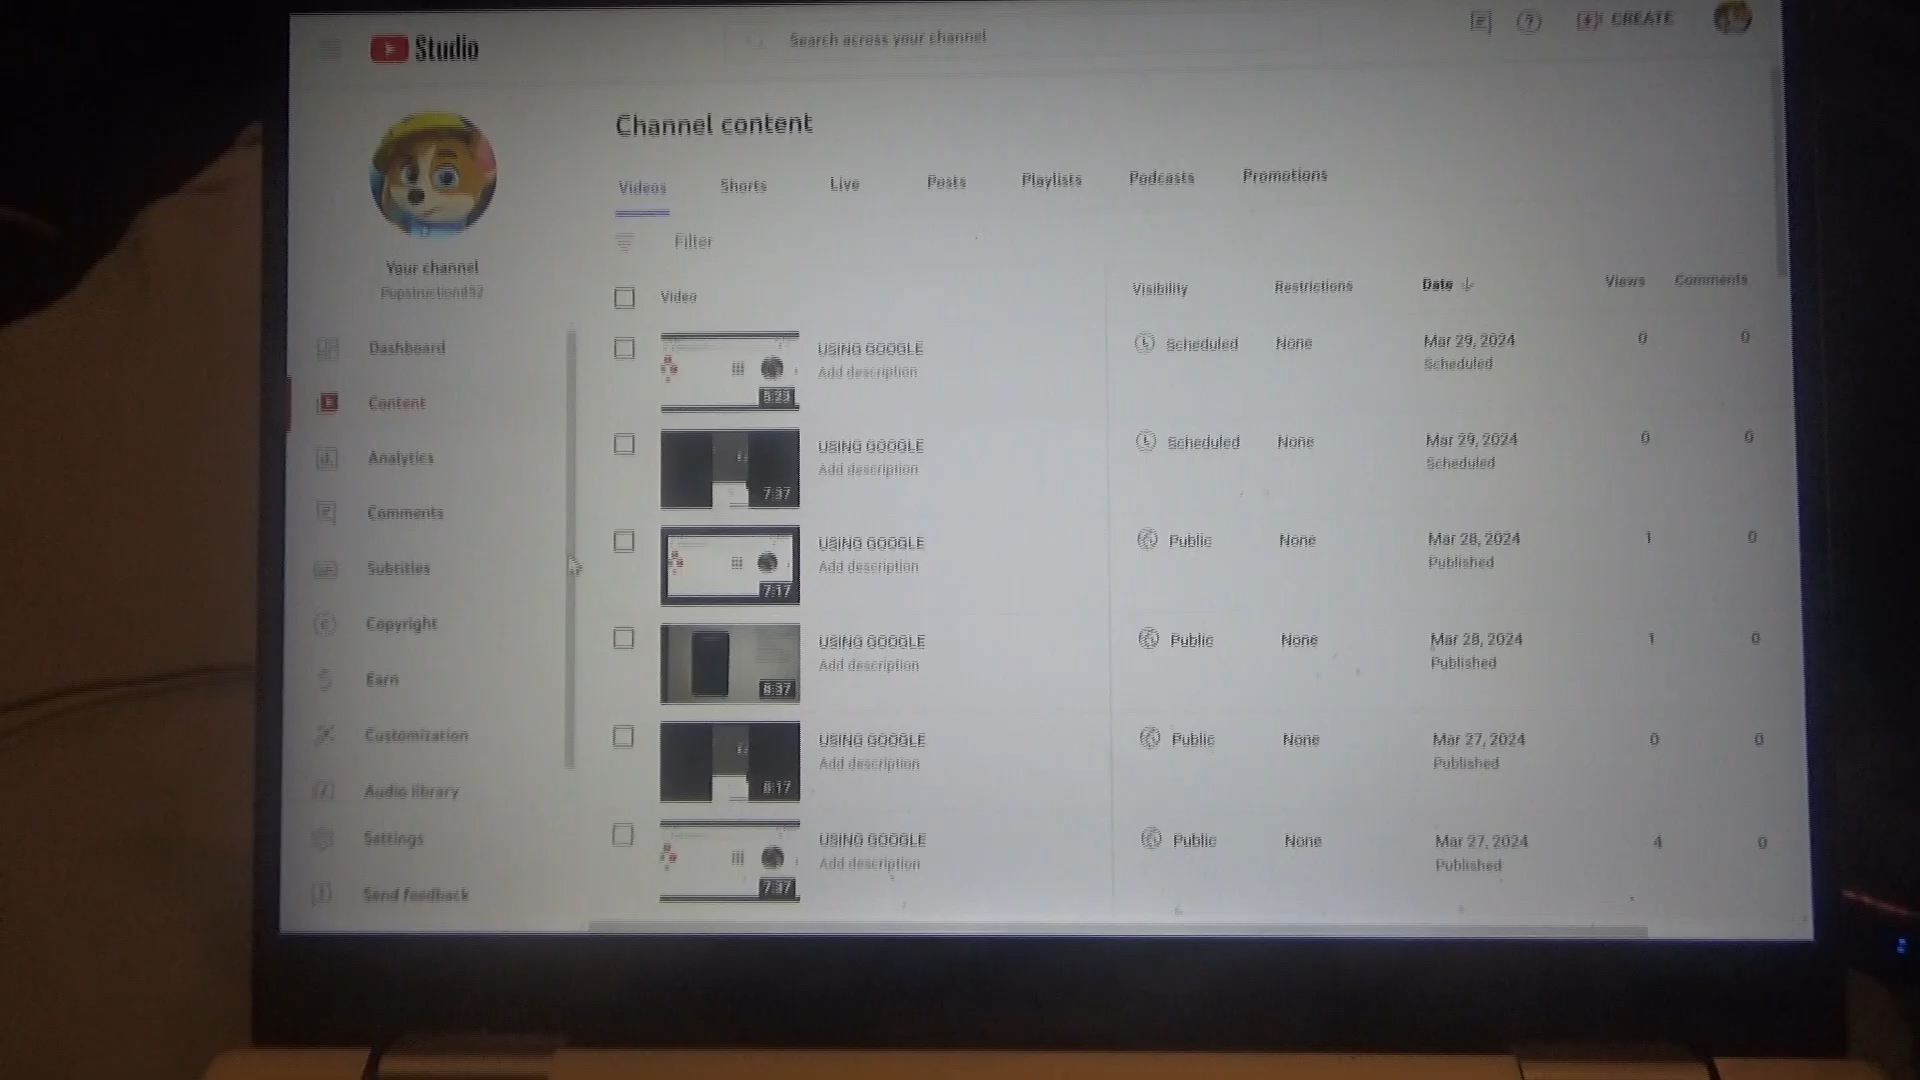 Studio
Search across your channel
CREATE
Channel content
Videos Shorts Live Posts Playlists Podcasts Promotions
Filter
Your channel
Video Visibility Restrictions Date Views Comments
Dashboard
Content
Analytics
Comments
Subtitles
Copyright
Earn
Customization
Audio library
Settings
Send feedback
USING GOOGLE Scheduled None Mar 29, 2024 0 0
Add description Scheduled
5:23
USING GOOGLE Scheduled None Mar 29, 2024 0 0
Add description Scheduled
7:37
USING GOOGLE Public None Mar 28, 2024 1 0
Add description Published
7:17
USING GOOGLE Public None Mar 28, 2024 1 0
Add description Published
8:37
USING GOOGLE Public None Mar 27, 2024 0 0
Add description Published
8:17
USING GOOGLE Public None Mar 27, 2024 4 0
Add description Published
7:37